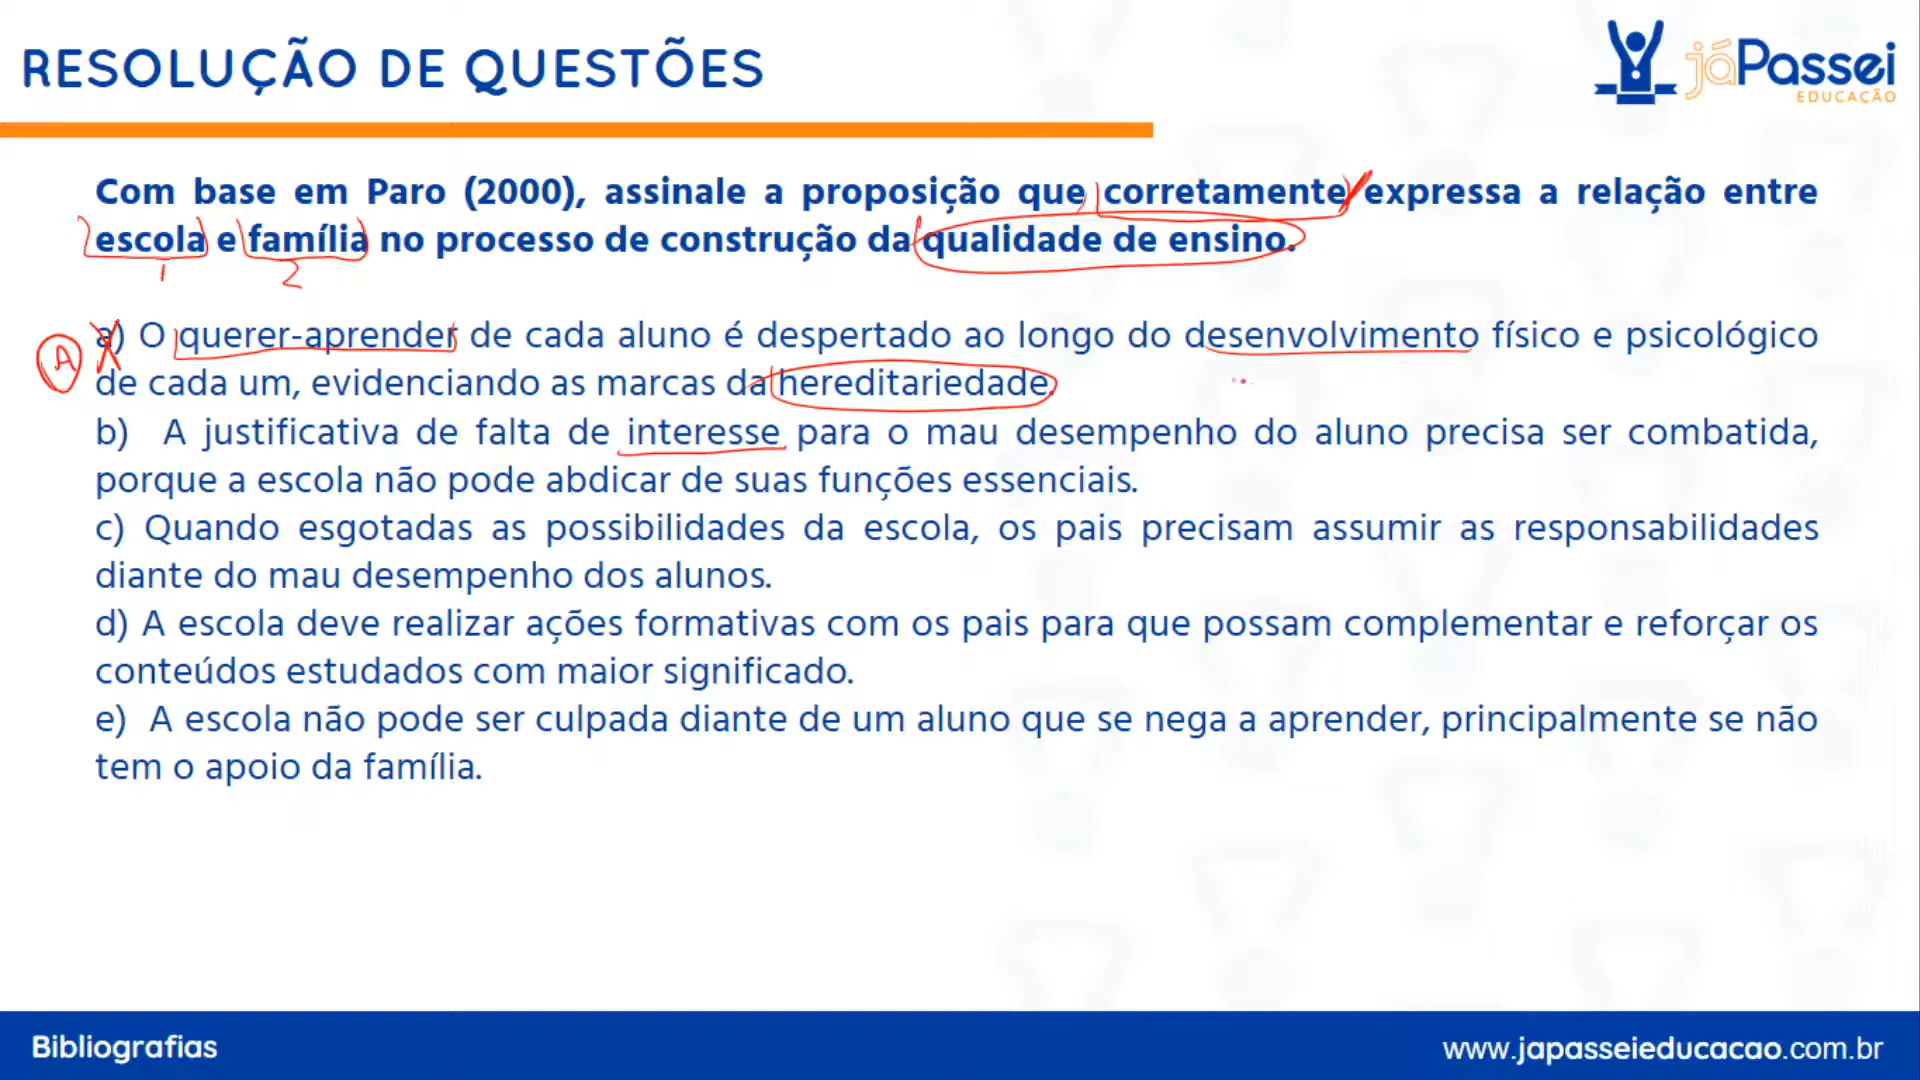 RESOLUÇÃO DE QUESTÕES
jáPassei
EDUCAÇÃO
Com base em Paro (2000), assinale a proposição que corretamente expressa a relação entre
escola e família no processo de construção da qualidade de ensino.
1 2
a) O querer-aprender de cada aluno é despertado ao longo do desenvolvimento físico e psicológico
A
de cada um, evidenciando as marcas da hereditariedade.
b) A justificativa de falta de interesse para o mau desempenho do aluno precisa ser combatida,
porque a escola não pode abdicar de suas funções essenciais.
c) Quando esgotadas as possibilidades da escola, os pais precisam assumir as responsabilidades
diante do mau desempenho dos alunos.
d) A escola deve realizar ações formativas com os pais para que possam complementar e reforçar os
conteúdos estudados com maior significado.
e) A escola não pode ser culpada diante de um aluno que se nega a aprender, principalmente se não
tem o apoio da família.
Bibliografias
www.japasseieducacao.com.br